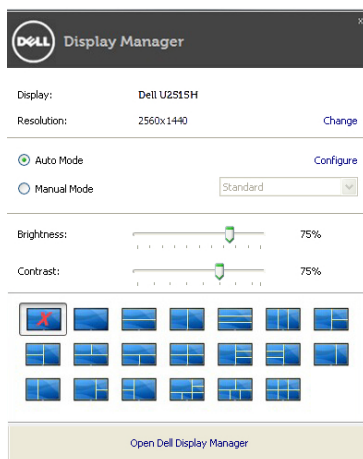 DELL Display Manager
x
Display: Dell U2515H
Resolution: 2560x1440 Change
Auto Mode Configure
Manual Mode Standard
Brightness: 75%
Contrast: 75%
Open Dell Display Manager